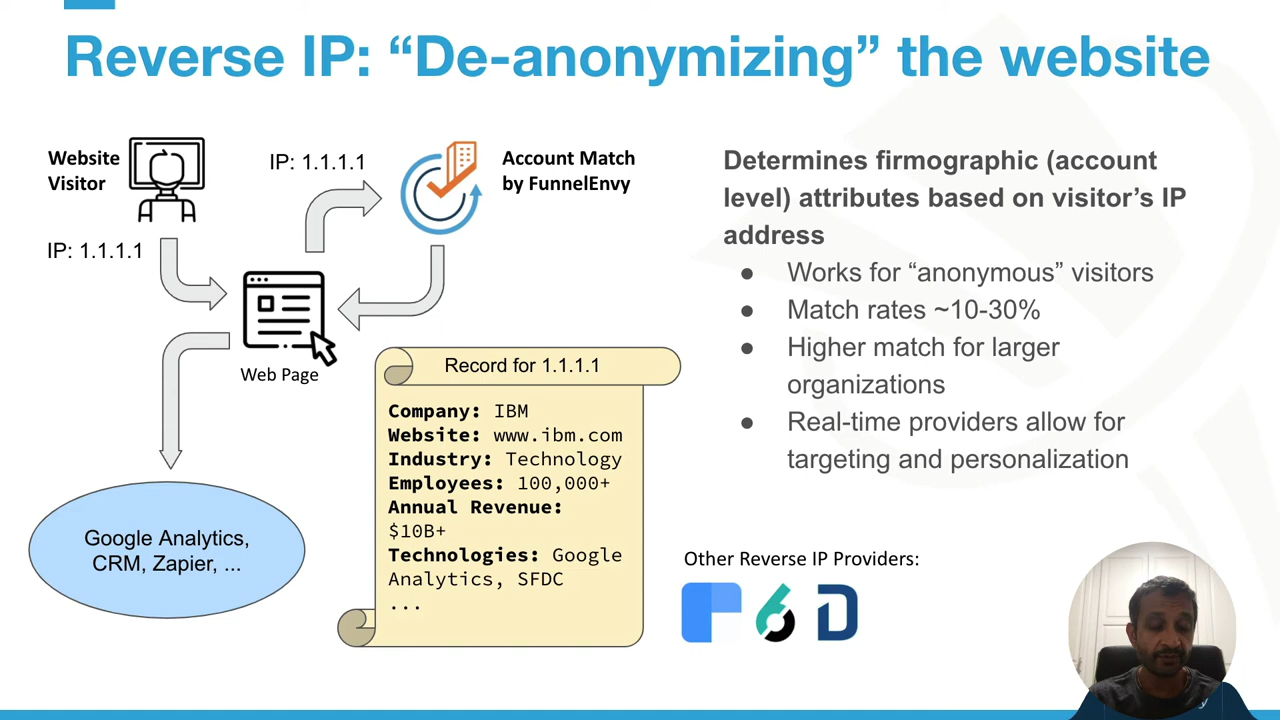 Reverse IP: “De-anonymizing” the website
Website
Visitor
IP: 1.1.1.1
IP: 1.1.1.1
Account Match
by FunnelEnvy
Web Page
Google Analytics,
CRM, Zapier, ...
Record for 1.1.1.1
Company: IBM
Website: www.ibm.com
Industry: Technology
Employees: 100,000+
Annual Revenue:
$10B+
Technologies: Google
Analytics, SFDC
...
Determines firmographic (account
level) attributes based on visitor’s IP
address
● Works for “anonymous” visitors
● Match rates ~10-30%
● Higher match for larger
organizations
● Real-time providers allow for
targeting and personalization
Other Reverse IP Providers:
6
D